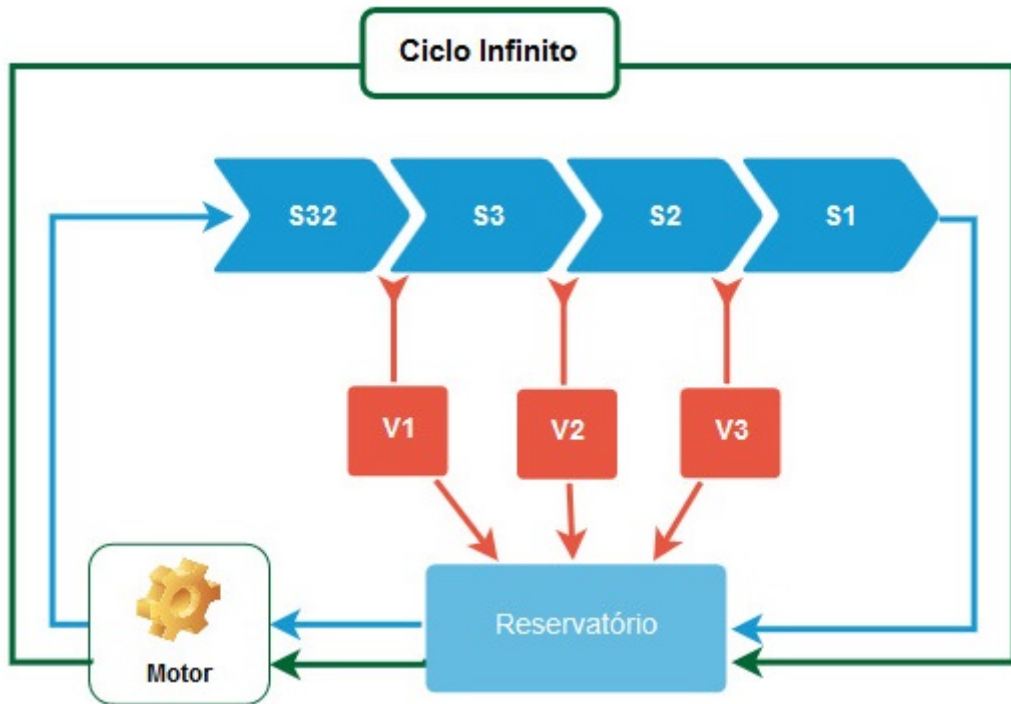 Ciclo Infinito
S32
S3
S2
S1
V1
V2
V3
Reservatório
Motor